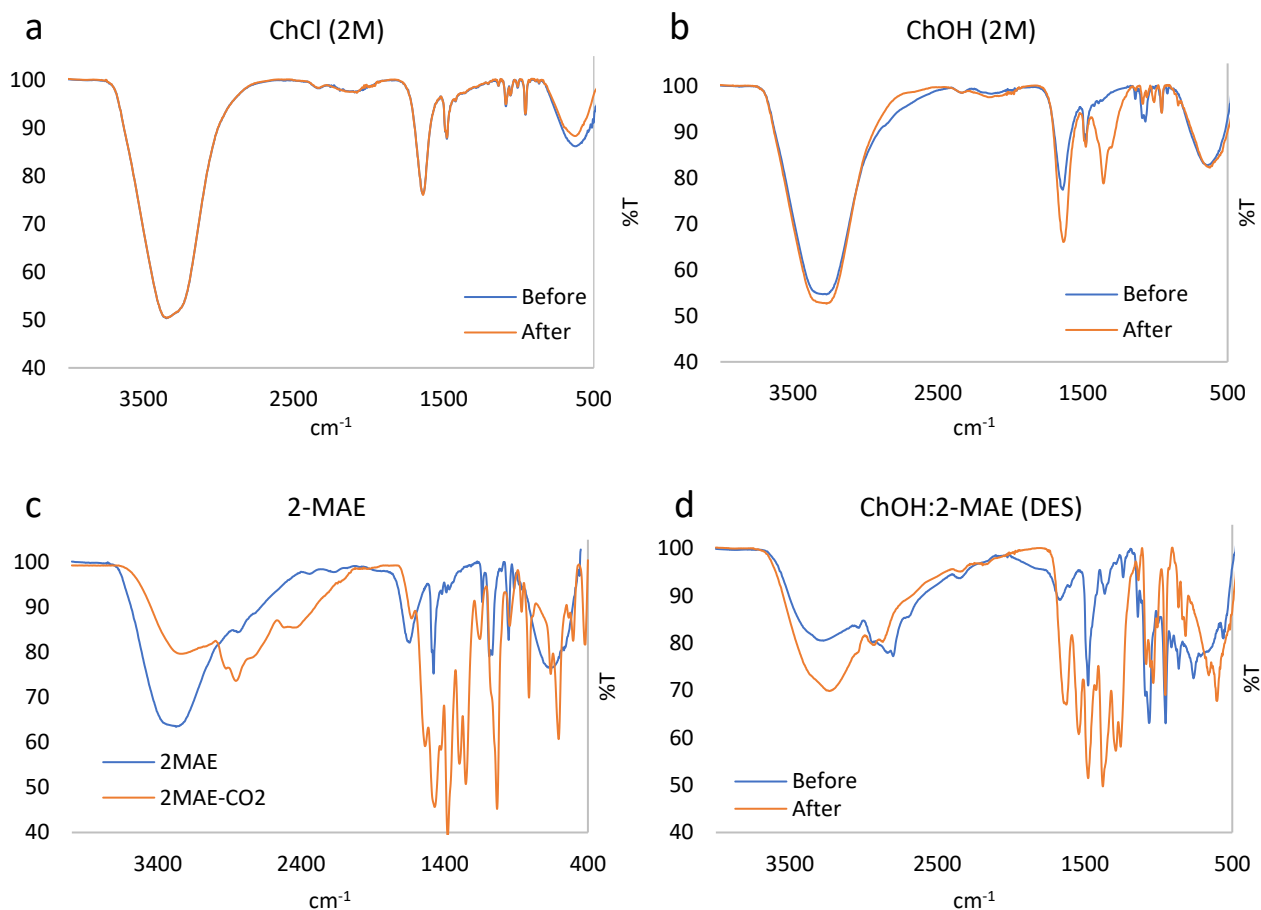 a
ChCl (2M)
100
90
80
70
60
50
40
3500
2500
1500
500
cm-1
%T
Before
After
b
ChOH (2M)
100
90
80
70
60
50
40
3500
2500
1500
500
cm-1
%T
Before
After
c
2-MAE
100
90
80
70
60
50
40
3400
2400
1400
400
cm-1
%T
2MAE
2MAE-CO2
d
ChOH:2-MAE (DES)
100
90
80
70
60
50
40
3500
2500
1500
500
cm-1
%T
Before
After